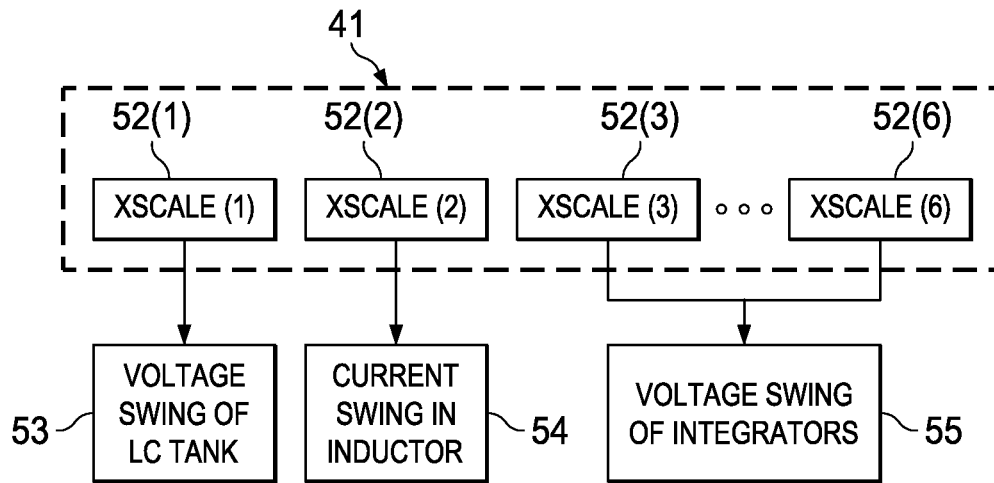 41
52(1)
52(2)
52(3)
52(6)
XSCALE (1)
XSCALE (2)
XSCALE (3)
XSCALE (6)
VOLTAGE
SWING OF
LC TANK
53
CURRENT
SWING IN
INDUCTOR
54
VOLTAGE SWING
OF INTEGRATORS
55